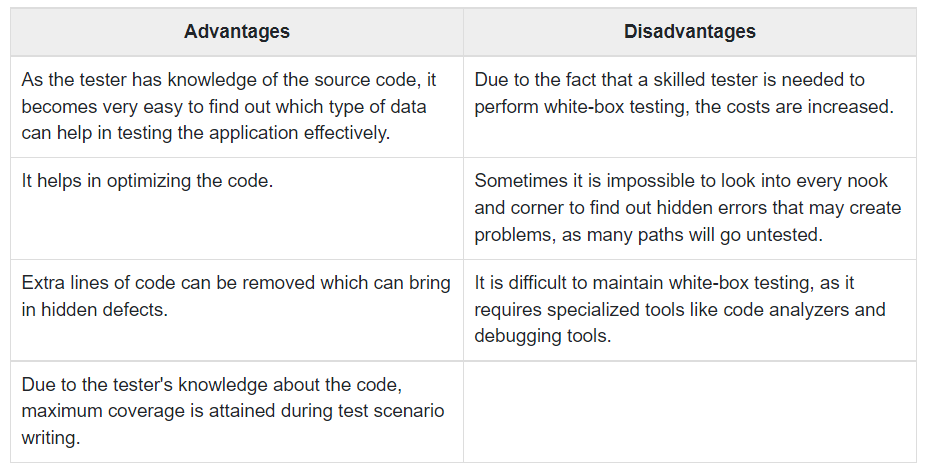 Advantages
Disadvantages
As the tester has knowledge of the source code, it
becomes very easy to find out which type of data
can help in testing the application effectively.
Due to the fact that a skilled tester is needed to
perform white-box testing, the costs are increased.
It helps in optimizing the code.
Sometimes it is impossible to look into every nook
and corner to find out hidden errors that may create
problems, as many paths will go untested.
Extra lines of code can be removed which can bring
in hidden defects.
It is difficult to maintain white-box testing, as it
requires specialized tools like code analyzers and
debugging tools.
Due to the tester's knowledge about the code,
maximum coverage is attained during test scenario
writing.